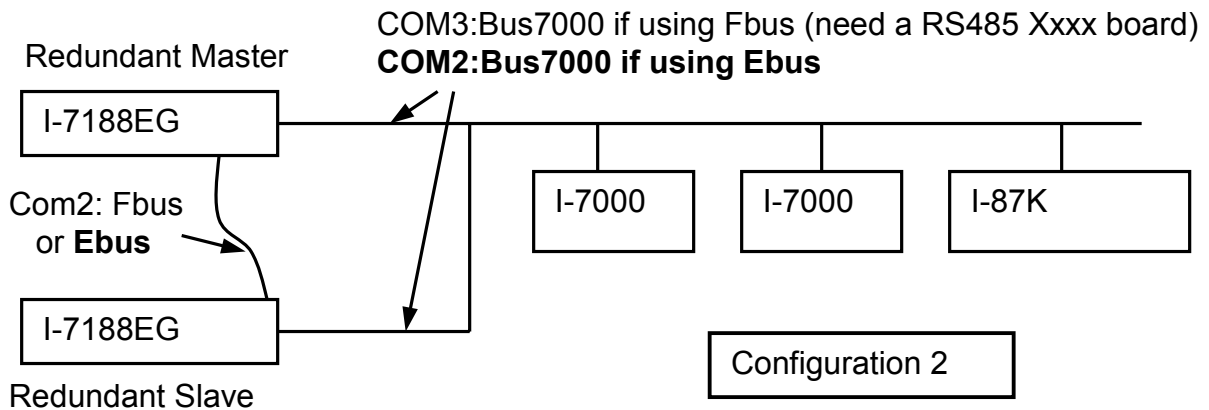 COM3:Bus7000 if using Fbus (need a RS485 Xxxx board)
COM2:Bus7000 if using Ebus
Redundant Master
I-7188EG
Com2: Fbus
or Ebus
I-7188EG
Redundant Slave
I-7000
I-7000
I-87K
Configuration 2